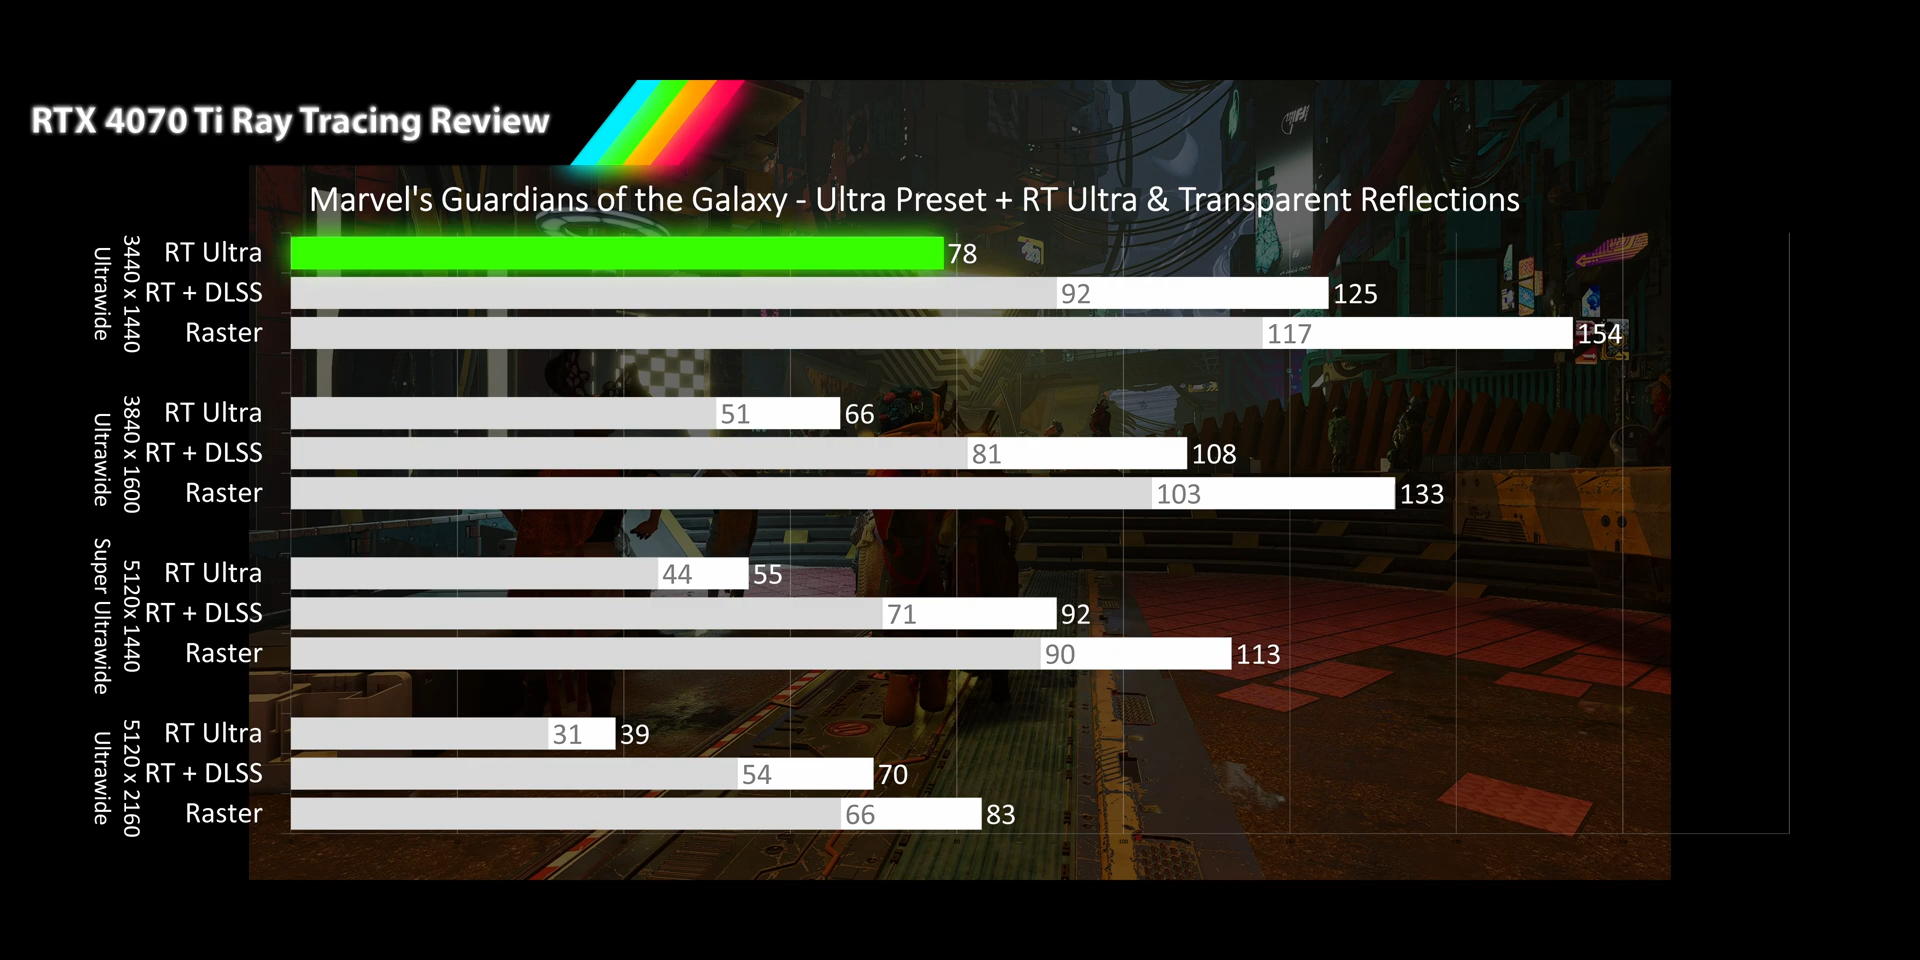 RTX 4070 Ti Ray Tracing Review
Marvel's Guardians of the Galaxy - Ultra Preset + RT Ultra & Transparent Reflections
3440 x 1440
Ultrawide
RT Ultra 78
RT + DLSS 92 125
Raster 117 154
3840 x 1600
Ultrawide
RT Ultra 51 66
RT + DLSS 81 108
Raster 103 133
5120x 1440
Super Ultrawide
RT Ultra 44 55
RT + DLSS 71 92
Raster 90 113
5120 x 2160
Ultrawide
RT Ultra 31 39
RT + DLSS 54 70
Raster 66 83